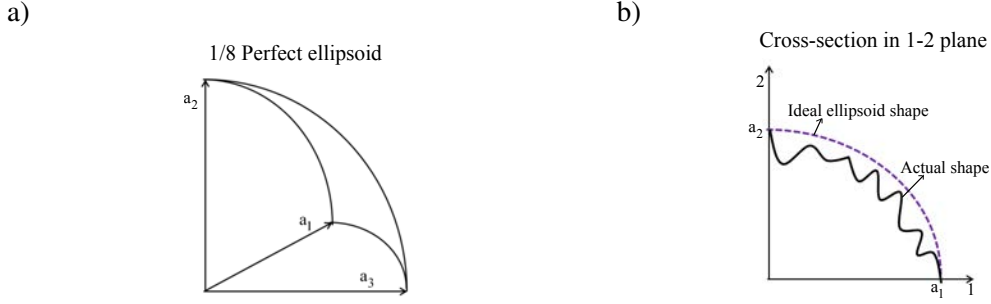 a)
1/8 Perfect ellipsoid
a2
a1
a3
b)
Cross-section in 1-2 plane
2
Ideal ellipsoid shape
a2
Actual shape
a1
1